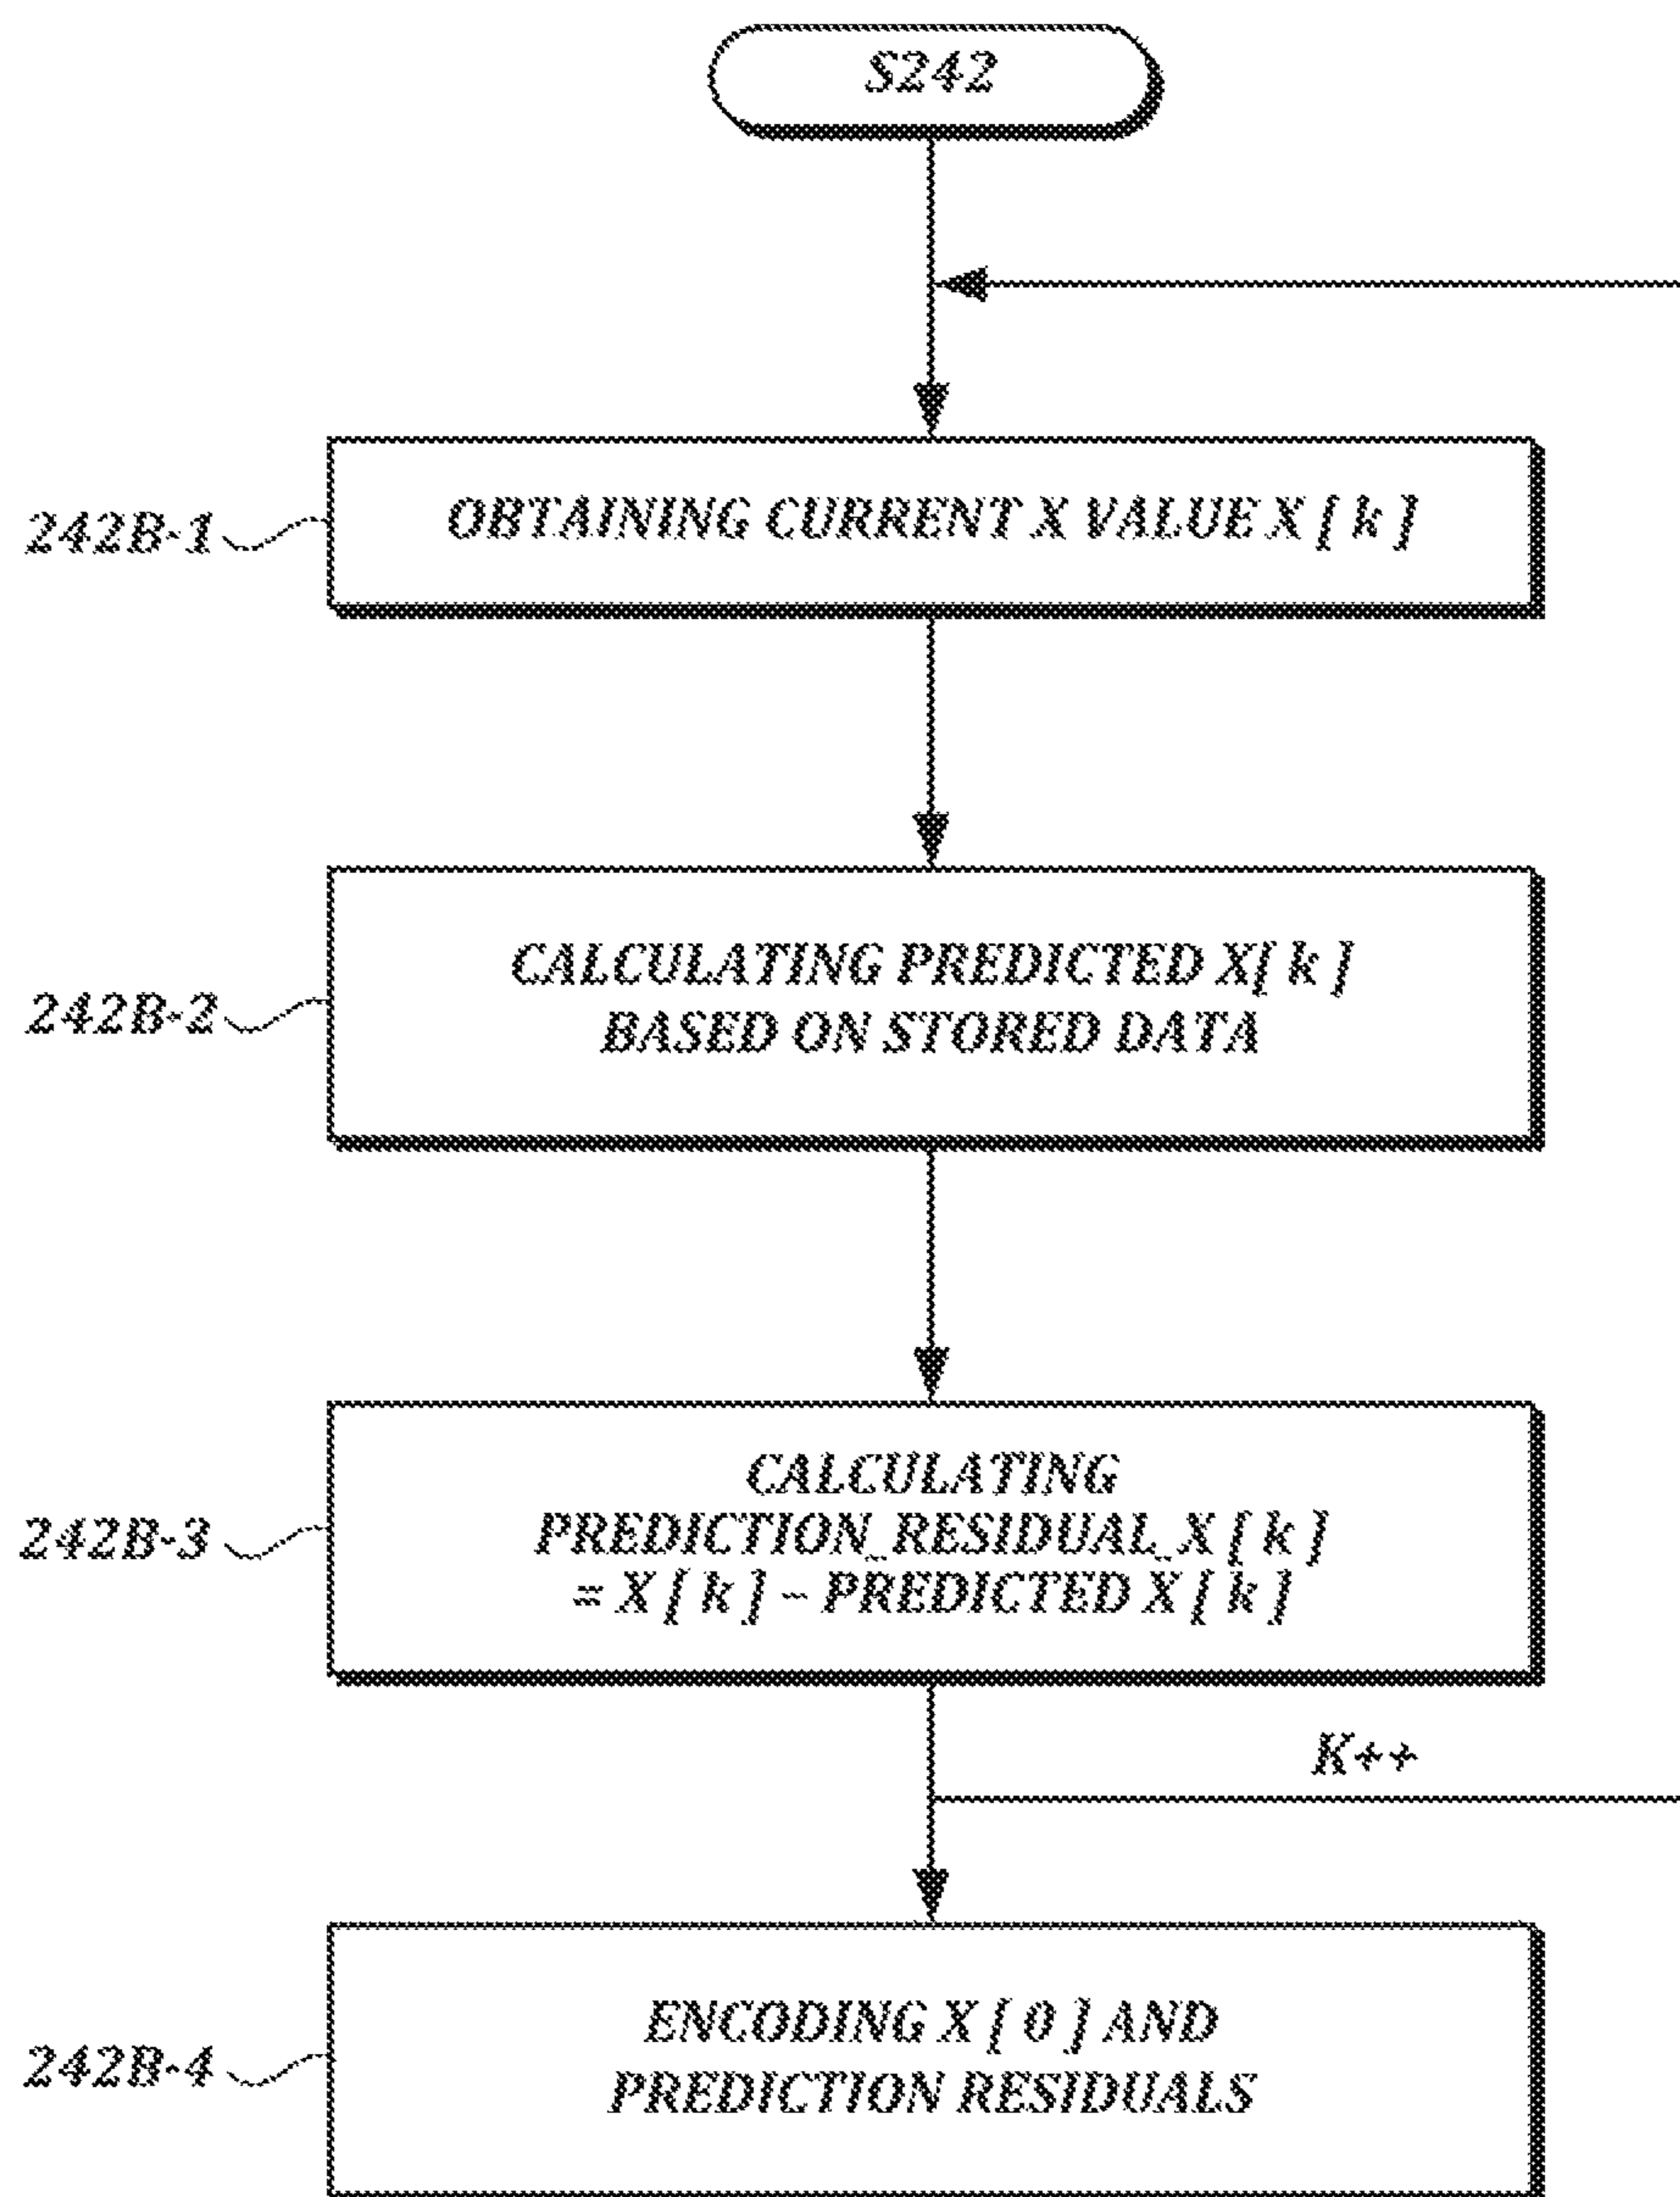 S242
242B-1
OBTAINING CURRENT X VALUE X [ k ]
242B-2
CALCULATING PREDICTED X[ k ]
BASED ON STORED DATA
242B-3
CALCULATING
PREDICTION_RESIDUAL_X [ k ]
= X [ k ] - PREDICTED X [ k ]
K++
242B-4
ENCODING X [ 0 ] AND
PREDICTION RESIDUALS